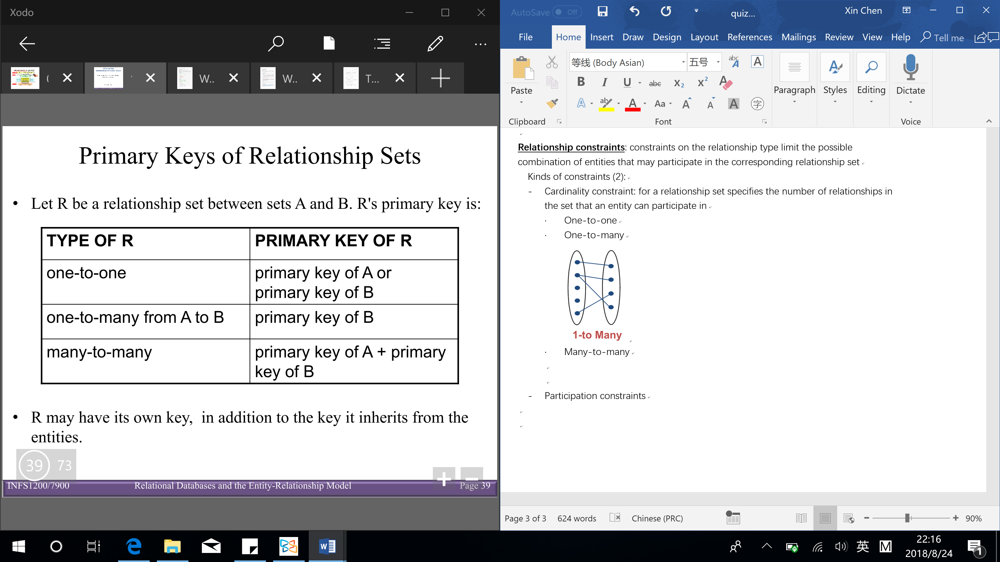 Xodo
W..
W..
T...
Primary Keys of Relationship Sets
• Let R be a relationship set between sets A and B. R's primary key is:
TYPE OF R
PRIMARY KEY OF R
one-to-one
primary key of A or
primary key of B
one-to-many from A to B
primary key of B
many-to-many
primary key of A + primary
key of B
• R may have its own key,  in addition to the key it inherits from the
entities.
39 73
INFS1200/7900
Relational Databases and the Entity-Relationship Model
Page 39
AutoSave Off
quiz...
Xin Chen
File Home Insert Draw Design Layout References Mailings Review View Help Tell me
Paste
Clipboard
等线 (Body Asian)
五号
abc A
A
B I U abc X₂ X² A
A ab A Aa A A A 字
Font
Paragraph
Styles
Editing
Dictate
Voice
Relationship constraints: constraints on the relationship type limit the possible
combination of entities that may participate in the corresponding relationship set
Kinds of constraints (2):
- Cardinality constraint: for a relationship set specifies the number of relationships in
the set that an entity can participate in
· One-to-one
· One-to-many
1-to Many
· Many-to-many
- Participation constraints
Page 3 of 3 624 words Chinese (PRC) 90%
英 M
22:16
2018/8/24
1